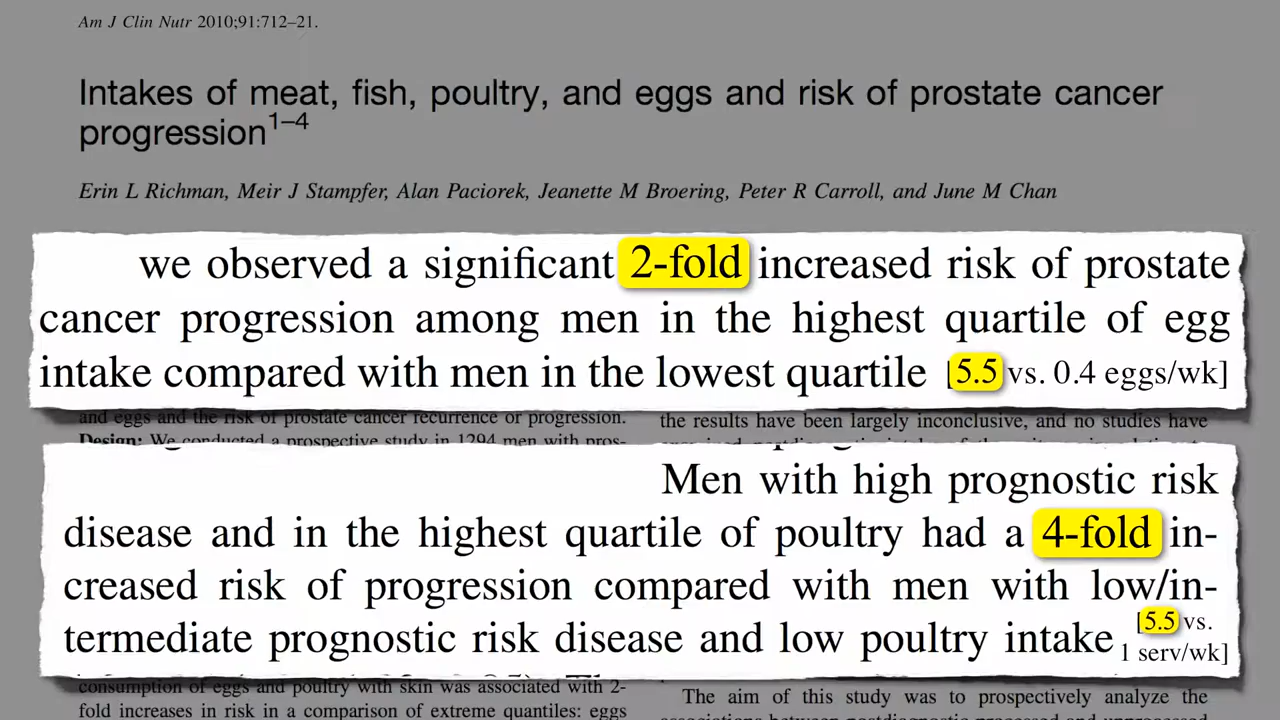 Am J Clin Nutr 2010;91:712–21.
Intakes of meat, fish, poultry, and eggs and risk of prostate cancer
progression1–4
Erin L Richman, Meir J Stampfer, Alan Paciorek, Jeanette M Broering, Peter R Carroll, and June M Chan
we observed a significant 2-fold increased risk of prostate
cancer progression among men in the highest quartile of egg
intake compared with men in the lowest quartile [5.5 vs. 0.4 eggs/wk]
and eggs and the risk of prostate cancer recurrence or progression.
Design: We conducted a prospective study in 1294 men with pros-
the results have been largely inconclusive, and no studies have
Men with high prognostic risk
disease and in the highest quartile of poultry had a 4-fold in-
creased risk of progression compared with men with low/in-
termediate prognostic risk disease and low poultry intake [5.5 vs.
1 serv/wk]
consumption of eggs and poultry with skin was associated with 2-
fold increases in risk in a comparison of extreme quantiles: eggs
The aim of this study was to prospectively analyze the